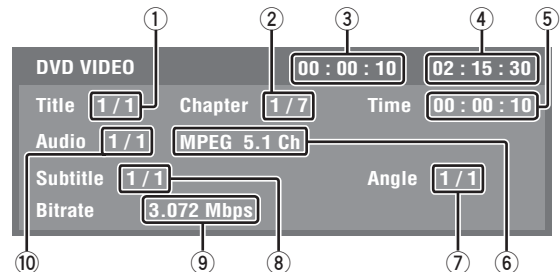 ① ② ③ ④ ⑤
DVD VIDEO 00 : 00 : 10 02 : 15 : 30
Title 1 / 1 Chapter 1 / 7 Time 00 : 00 : 10
Audio 1 / 1 MPEG 5.1 Ch
Subtitle 1 / 1 Angle 1 / 1
Bitrate 3.072 Mbps
⑩ ⑨ ⑧ ⑦ ⑥